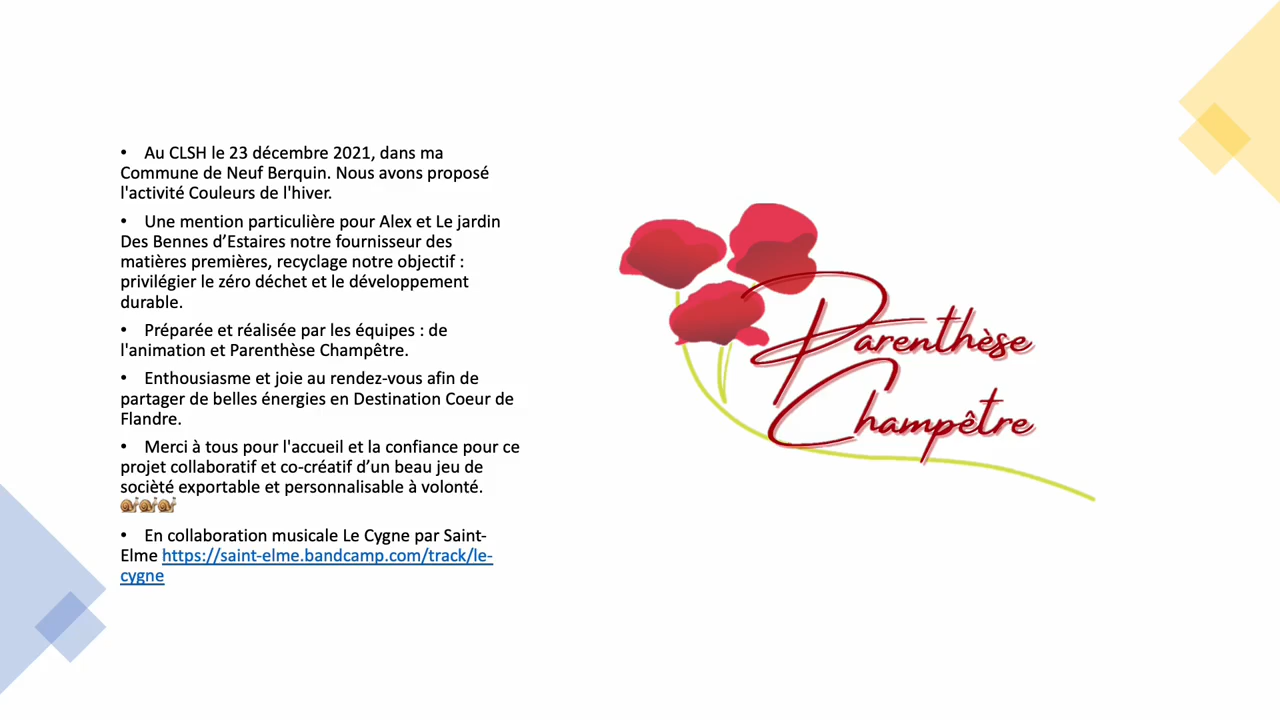 • Au CLSH le 23 décembre 2021, dans ma
Commune de Neuf Berquin. Nous avons proposé
l'activité Couleurs de l'hiver.
• Une mention particulière pour Alex et Le jardin
Des Bennes d’Estaires notre fournisseur des
matières premières, recyclage notre objectif :
privilégier le zéro déchet et le développement
durable.
• Préparée et réalisée par les équipes : de
l'animation et Parenthèse Champêtre.
• Enthousiasme et joie au rendez-vous afin de
partager de belles énergies en Destination Coeur de
Flandre.
• Merci à tous pour l'accueil et la confiance pour ce
projet collaboratif et co-créatif d’un beau jeu de
socièté exportable et personnalisable à volonté.
🐌🐌🐌
• En collaboration musicale Le Cygne par Saint-
Elme https://saint-elme.bandcamp.com/track/le-
cygne
Parenthèse
Champêtre